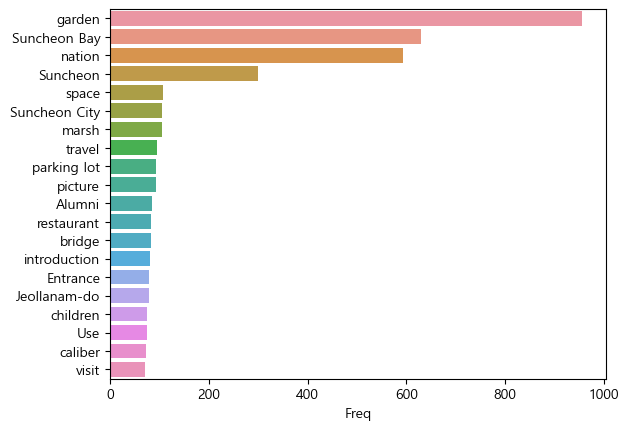 garden
Suncheon Bay
nation
Suncheon
space
Suncheon City
marsh
travel
parking lot
picture
Alumni
restaurant
bridge
introduction
Entrance
Jeollanam-do
children
Use
caliber
visit
0 200 400 600 800 1000
Freq